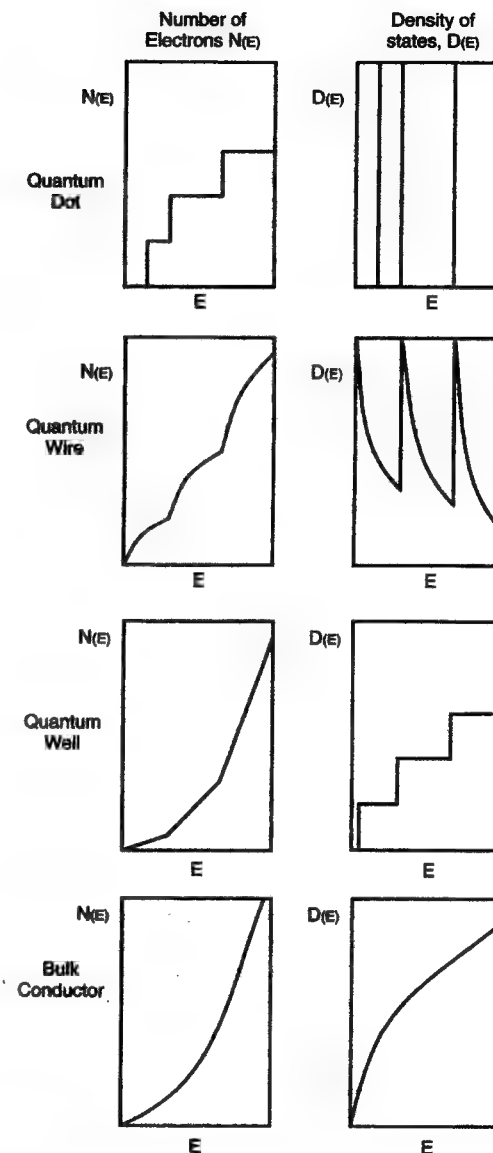 Number of
Electrons N(E)
Density of
states, D(E)
N(E)
D(E)
Quantum
Dot
E
E
N(E)
D(E)
Quantum
Wire
E
E
N(E)
D(E)
Quantum
Well
E
E
N(E)
D(E)
Bulk
Conductor
E
E